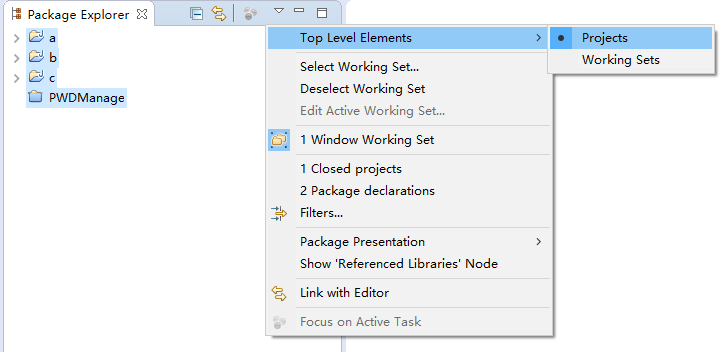 Package Explorer
a
b
c
PWDManage
Top Level Elements
Projects
Working Sets
Select Working Set...
Deselect Working Set
Edit Active Working Set...
1 Window Working Set
1 Closed projects
2 Package declarations
Filters...
Package Presentation
Show 'Referenced Libraries' Node
Link with Editor
Focus on Active Task